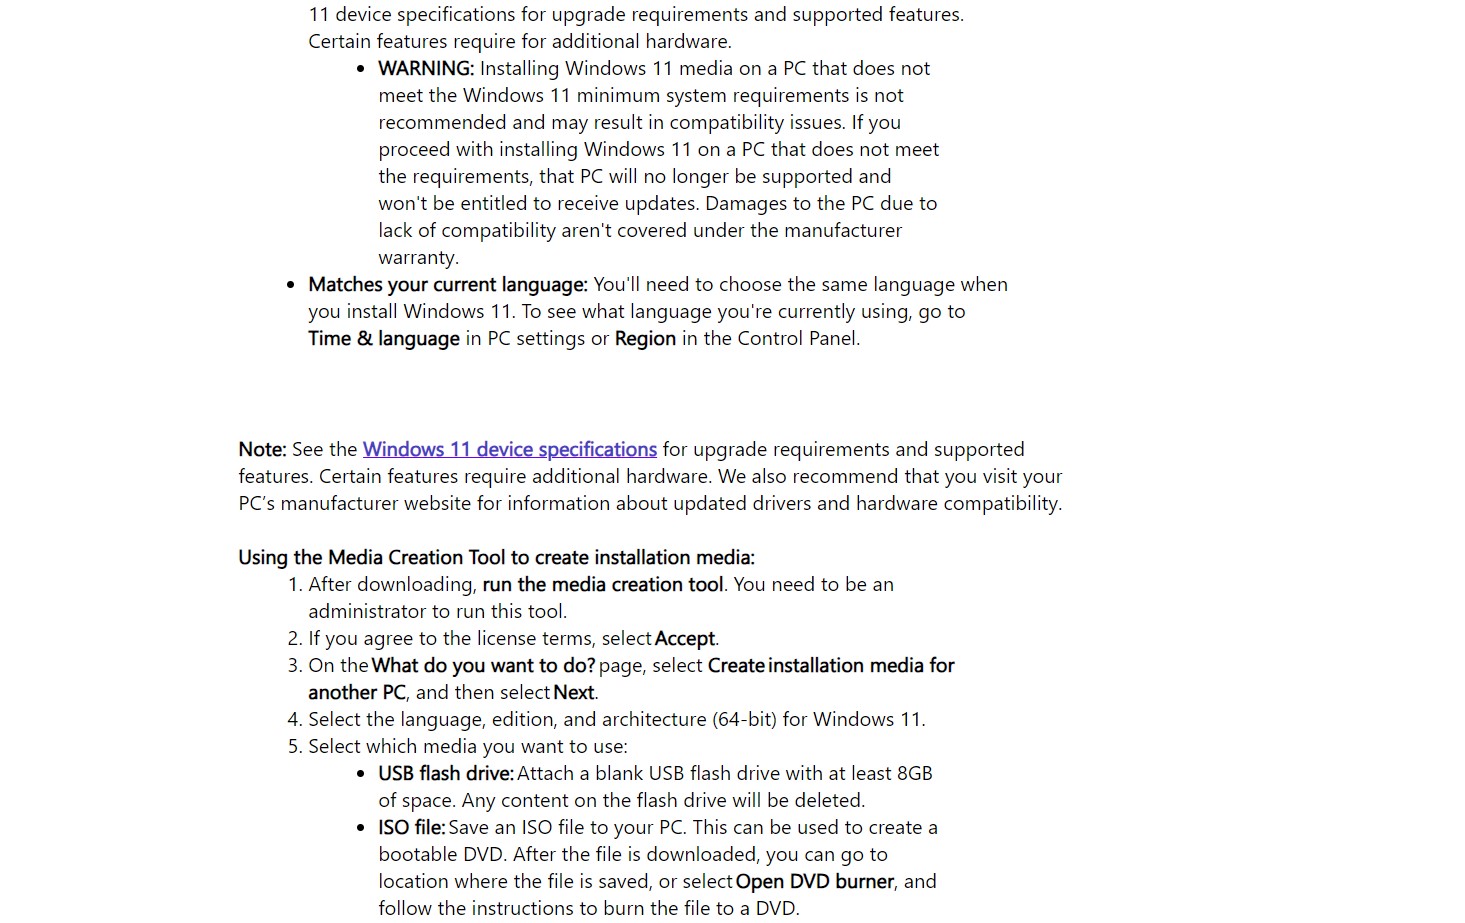 11 device specifications for upgrade requirements and supported features.
Certain features require for additional hardware.
• WARNING: Installing Windows 11 media on a PC that does not
meet the Windows 11 minimum system requirements is not
recommended and may result in compatibility issues. If you
proceed with installing Windows 11 on a PC that does not meet
the requirements, that PC will no longer be supported and
won't be entitled to receive updates. Damages to the PC due to
lack of compatibility aren't covered under the manufacturer
warranty.
• Matches your current language: You'll need to choose the same language when
you install Windows 11. To see what language you're currently using, go to
Time & language in PC settings or Region in the Control Panel.
Note: See the Windows 11 device specifications for upgrade requirements and supported
features. Certain features require additional hardware. We also recommend that you visit your
PC’s manufacturer website for information about updated drivers and hardware compatibility.
Using the Media Creation Tool to create installation media:
1. After downloading, run the media creation tool. You need to be an
administrator to run this tool.
2. If you agree to the license terms, select Accept.
3. On the What do you want to do? page, select Create installation media for
another PC, and then select Next.
4. Select the language, edition, and architecture (64-bit) for Windows 11.
5. Select which media you want to use:
• USB flash drive: Attach a blank USB flash drive with at least 8GB
of space. Any content on the flash drive will be deleted.
• ISO file: Save an ISO file to your PC. This can be used to create a
bootable DVD. After the file is downloaded, you can go to
location where the file is saved, or select Open DVD burner, and
follow the instructions to burn the file to a DVD.